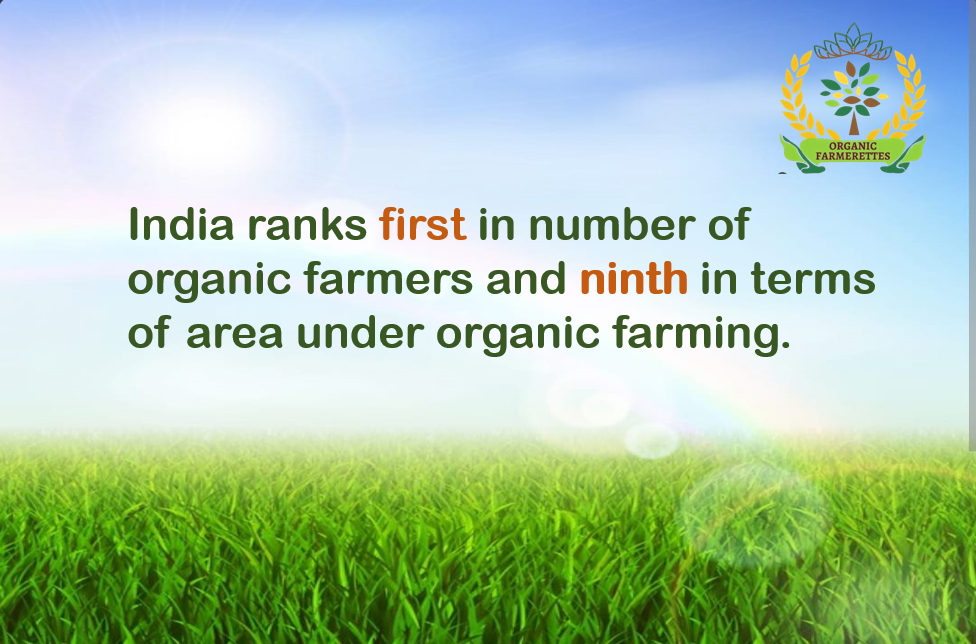 ORGANIC
FARMERETTES
India ranks first in number of
organic farmers and ninth in terms
of area under organic farming.